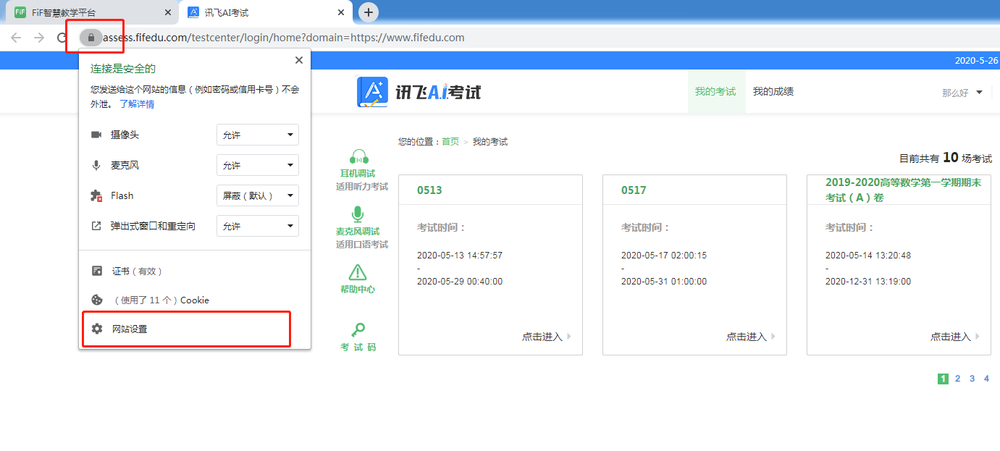 FiF FiF智慧教学平台
讯飞AI考试
assess.fifedu.com/testcenter/login/home?domain=https://www.fifedu.com
2020-5-26
连接是安全的
您发送给这个网站的信息（例如密码或信用卡号）不会
外泄。 了解详情
摄像头 允许
麦克风 允许
Flash 屏蔽（默认）
弹出式窗口和重定向 允许
证书（有效）
（使用了 11 个）Cookie
网站设置
讯飞A.i考试
我的考试 我的成绩 那么好
耳机调试
适用听力考试
麦克风调试
适用口语考试
帮助中心
考 试 码
您的位置：首页 > 我的考试
目前共有 10 场考试
0513
考试时间：
2020-05-13 14:57:57
-
2020-05-29 00:40:00
点击进入
0517
考试时间：
2020-05-17 02:00:15
-
2020-05-31 01:00:00
点击进入
2019-2020高等数学第一学期期末
考试（A）卷
考试时间：
2020-05-14 13:20:48
-
2020-12-31 13:19:00
点击进入
1 2 3 4